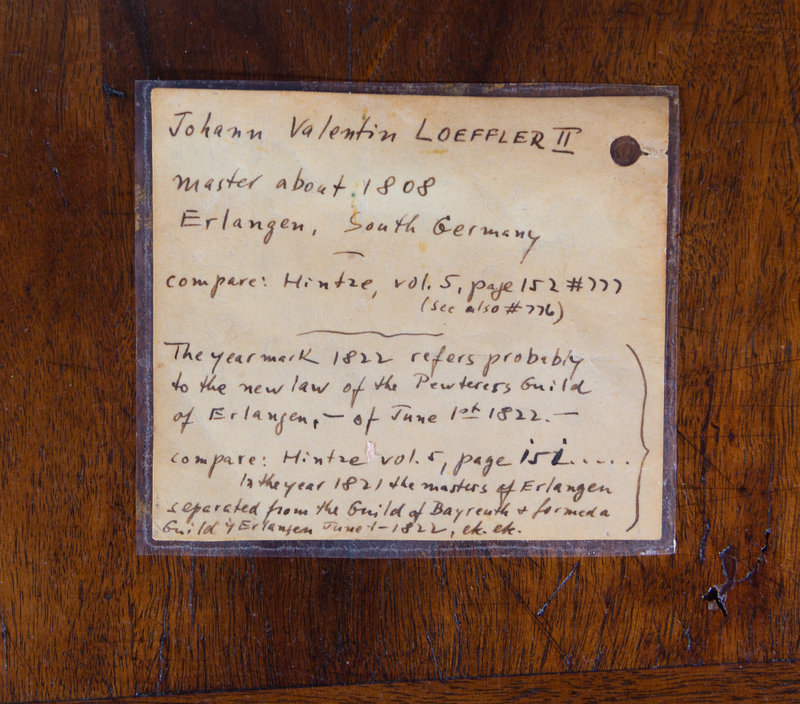 Johann Valentin LOEFFLER II
master about 1808
Erlangen, South Germany
compare: Hintze, vol. 5, page 152 #777
(see also #776)
The year mark 1822 refers probably
to the new law of the Pewterers Guild
of Erlangen, – of June 1st 1822. –
compare: Hintze vol. 5, page 151.....
In the year 1821 the masters of Erlangen
separated from the Guild of Bayreuth + formed a
Guild of Erlangen June 1 – 1822, etc. etc.